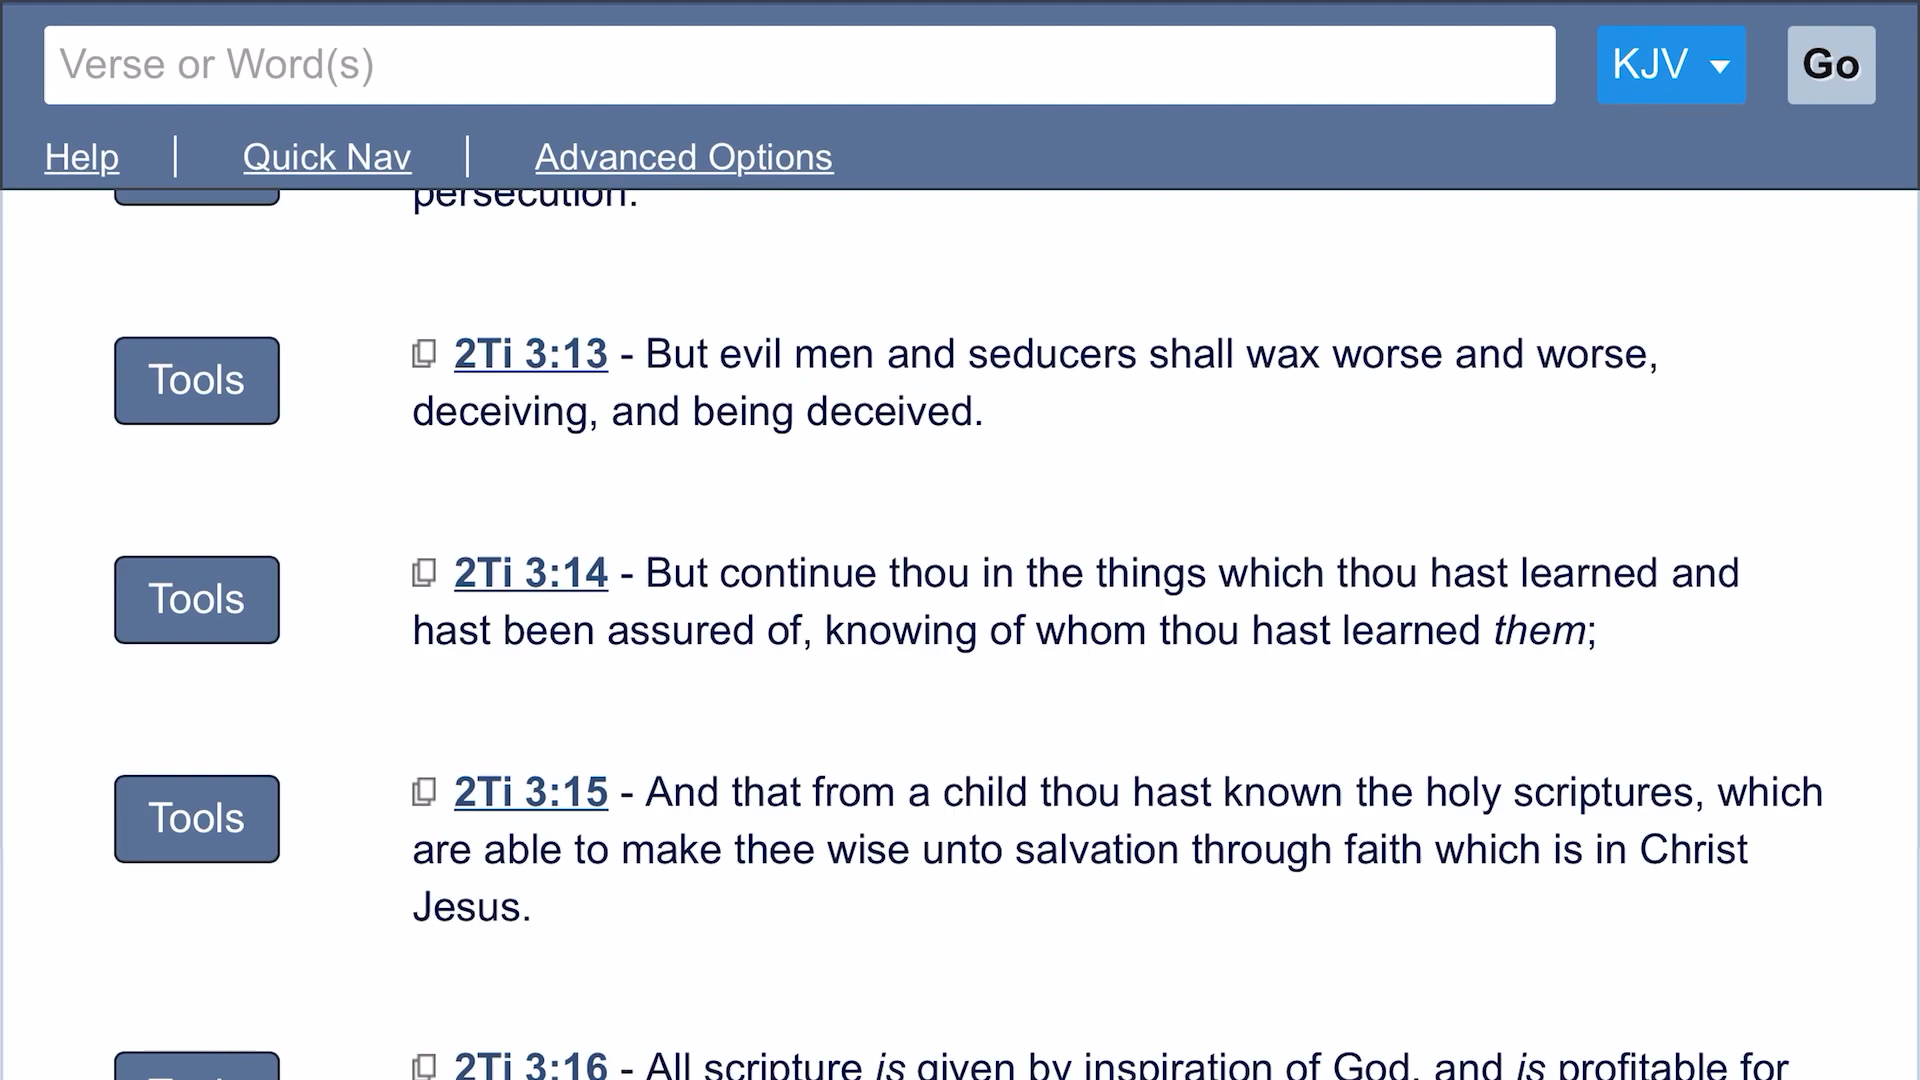 Verse or Word(s)
KJV
Go
Help | Quick Nav | Advanced Options
persecution.
Tools
2Ti 3:13 - But evil men and seducers shall wax worse and worse,
deceiving, and being deceived.
Tools
2Ti 3:14 - But continue thou in the things which thou hast learned and
hast been assured of, knowing of whom thou hast learned them;
Tools
2Ti 3:15 - And that from a child thou hast known the holy scriptures, which
are able to make thee wise unto salvation through faith which is in Christ
Jesus.
2Ti 3:16 - All scripture is given by inspiration of God, and is profitable for